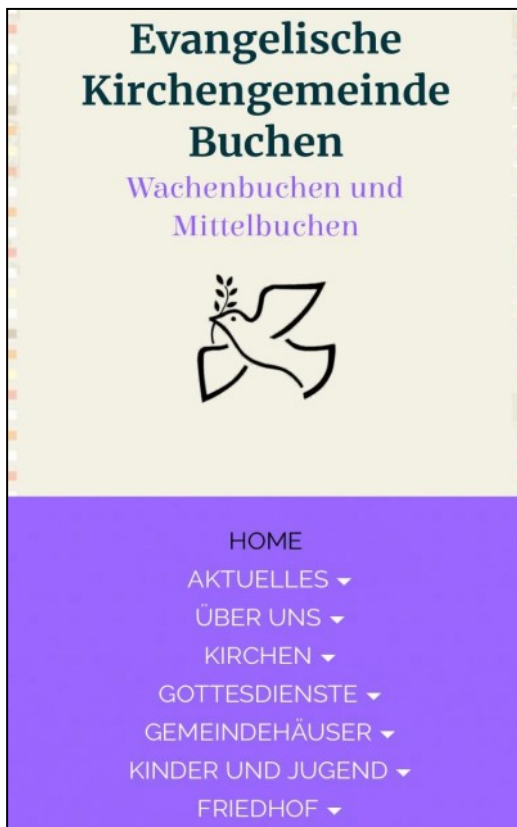 Evangelische
Kirchengemeinde
Buchen
Wachenbuchen und
Mittelbuchen
HOME
AKTUELLES
ÜBER UNS
KIRCHEN
GOTTESDIENSTE
GEMEINDEHÄUSER
KINDER UND JUGEND
FRIEDHOF